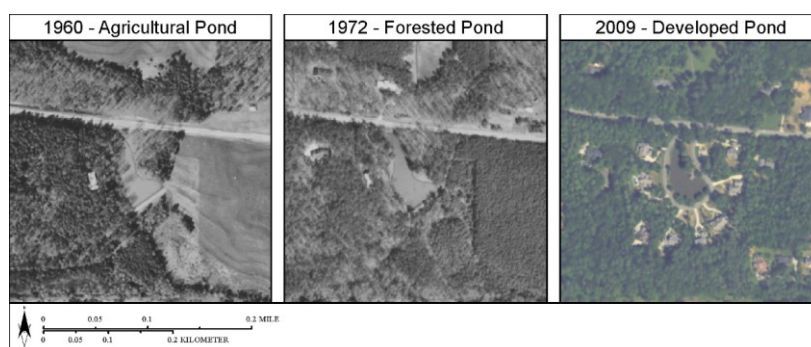 1960 - Agricultural Pond
1972 - Forested Pond
2009 - Developed Pond
0 0.05 0.1 0.2 MILE
0 0.05 0.1 0.2 KILOMETER